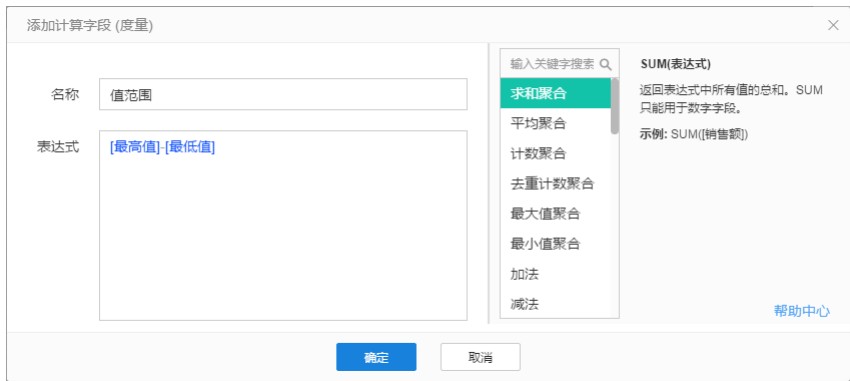 添加计算字段 (度量)
名称
值范围
表达式
[最高值]-[最低值]
输入关键字搜索
求和聚合
平均聚合
计数聚合
去重计数聚合
最大值聚合
最小值聚合
加法
减法
SUM(表达式)
返回表达式中所有值的总和。SUM
只能用于数字字段。
示例: SUM([销售额])
帮助中心
确定
取消